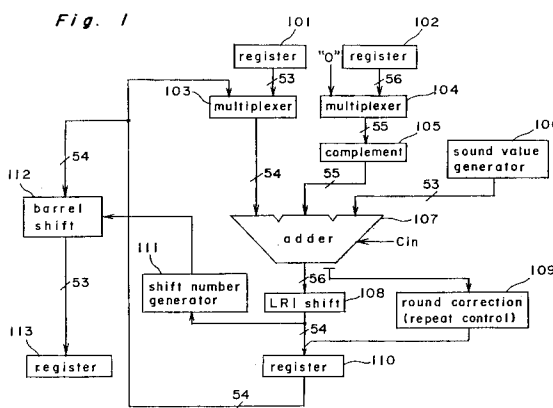 Fig. 1
101
102
register
"0"
register
53
56
103
multiplexer
multiplexer
104
55
105
complement
sound value
generator
54
54
112
55
53
barrel
shift
107
adder
Cin
111
109
53
shift number
generator
56
LR1 shift
108
round correction
(repeat control)
54
113
register
register
110
54